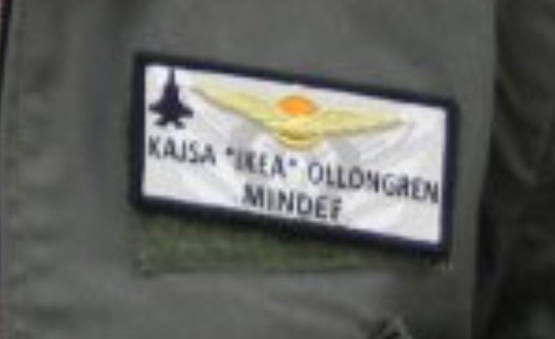 KAJSA "IKEA" OLLONGREN
MINDEF